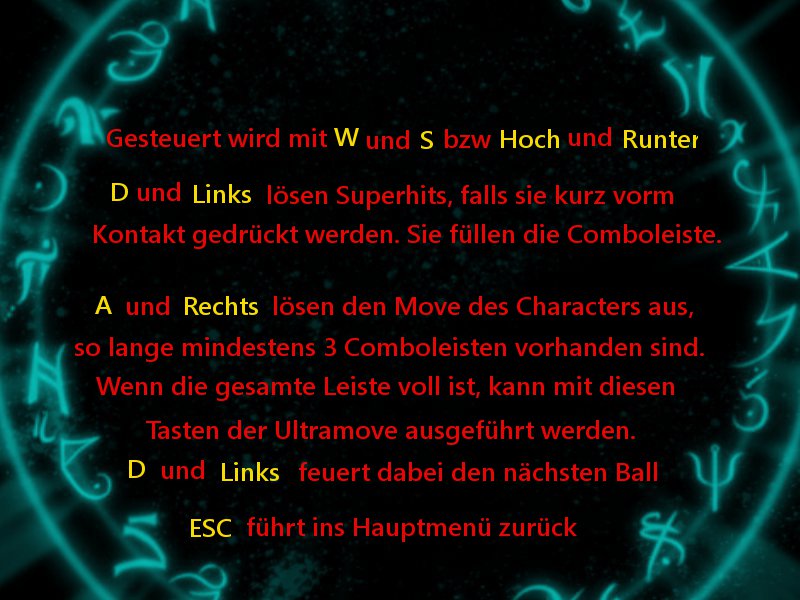 Gesteuert wird mit W und S bzw Hoch und Runter
D und Links lösen Superhits, falls sie kurz vorm
Kontakt gedrückt werden. Sie füllen die Comboleiste.
A und Rechts lösen den Move des Characters aus,
so lange mindestens 3 Comboleisten vorhanden sind.
Wenn die gesamte Leiste voll ist, kann mit diesen
Tasten der Ultramove ausgeführt werden.
D und Links feuert dabei den nächsten Ball
ESC führt ins Hauptmenü zurück